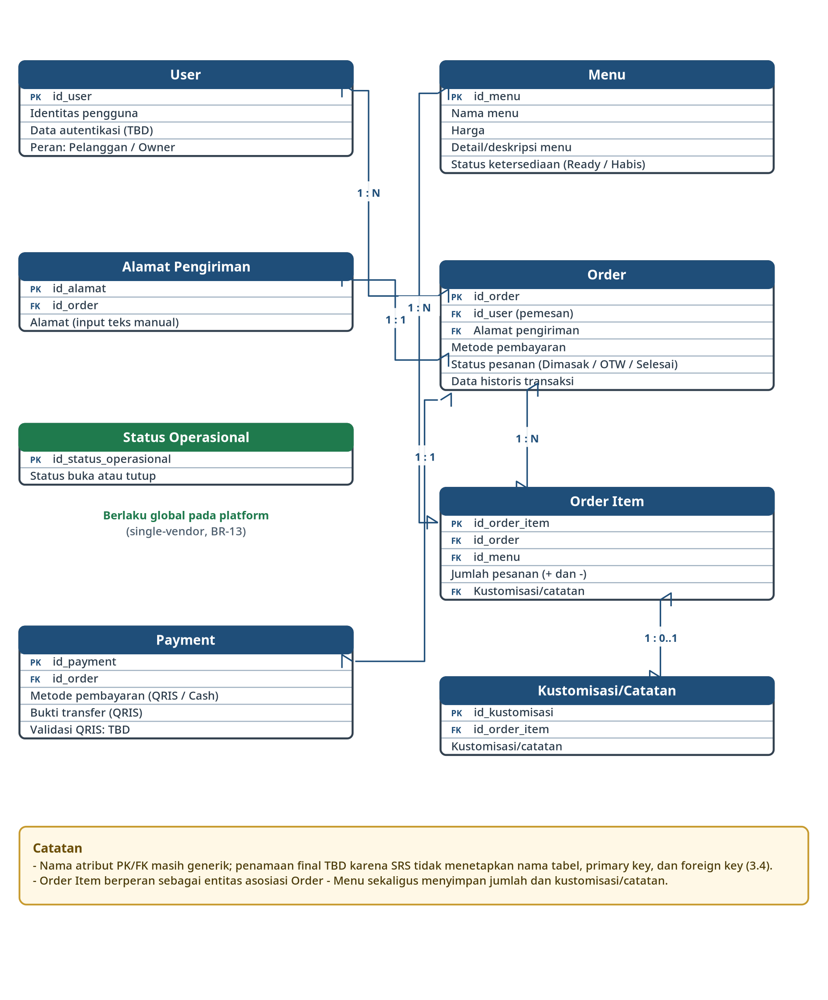 User
PK id_user
Identitas pengguna
Data autentikasi (TBD)
Peran: Pelanggan / Owner
Menu
PK id_menu
Nama menu
Harga
Detail/deskripsi menu
Status ketersediaan (Ready / Habis)
1 : N
Alamat Pengiriman
PK id_alamat
FK id_order
Alamat (input teks manual)
1 : N
1 : 1
Order
PK id_order
FK id_user (pemesan)
FK Alamat pengiriman
Metode pembayaran
Status pesanan (Dimasak / OTW / Selesai)
Data historis transaksi
Status Operasional
PK id_status_operasional
Status buka atau tutup
Berlaku global pada platform
(single-vendor, BR-13)
1 : 1
1 : N
Order Item
PK id_order_item
FK id_order
FK id_menu
Jumlah pesanan (+ dan -)
FK Kustomisasi/catatan
Payment
PK id_payment
FK id_order
Metode pembayaran (QRIS / Cash)
Bukti transfer (QRIS)
Validasi QRIS: TBD
1 : 0..1
Kustomisasi/Catatan
PK id_kustomisasi
FK id_order_item
Kustomisasi/catatan
Catatan
- Nama atribut PK/FK masih generik; penamaan final TBD karena SRS tidak menetapkan nama tabel, primary key, dan foreign key (3.4).
- Order Item berperan sebagai entitas asosiasi Order - Menu sekaligus menyimpan jumlah dan kustomisasi/catatan.